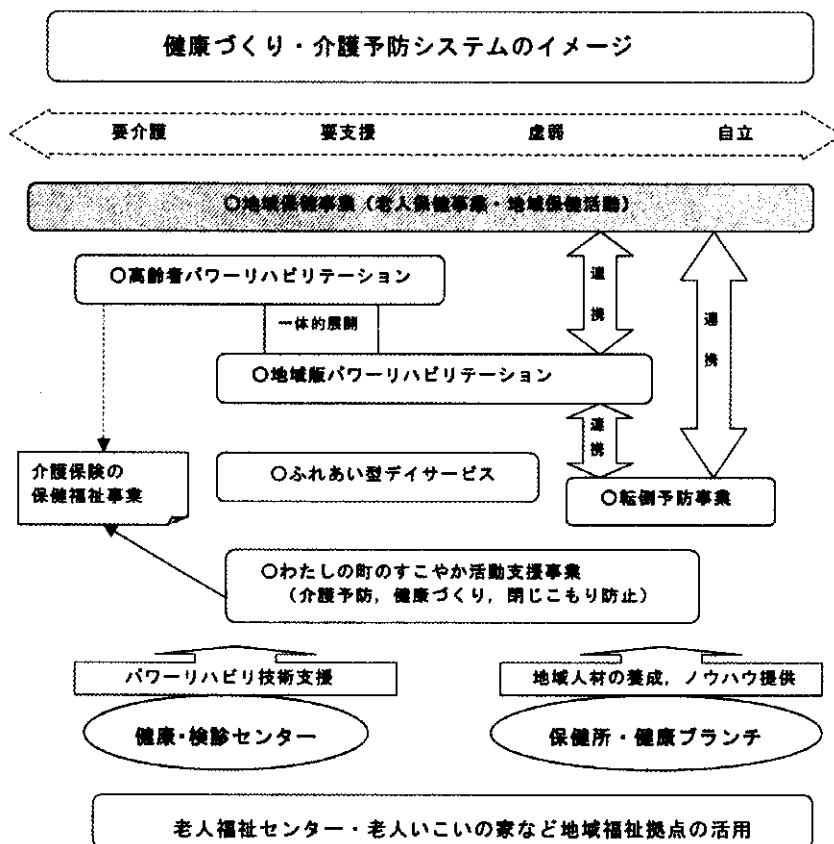 健康づくり・介護予防システムのイメージ
要介護 要支援 虚弱 自立
○地域保健事業（老人保健事業・地域保健活動）
○高齢者パワーリハビリテーション
連携
連携
一体的展開
○地域版パワーリハビリテーション
連携
介護保険の
保健福祉事業
○ふれあい型デイサービス
○転倒予防事業
○わたしの町のすこやか活動支援事業
（介護予防，健康づくり，閉じこもり防止）
パワーリハビリ技術支援
地域人材の養成，ノウハウ提供
健康・検診センター
保健所・健康ブランチ
老人福祉センター・老人いこいの家など地域福祉拠点の活用